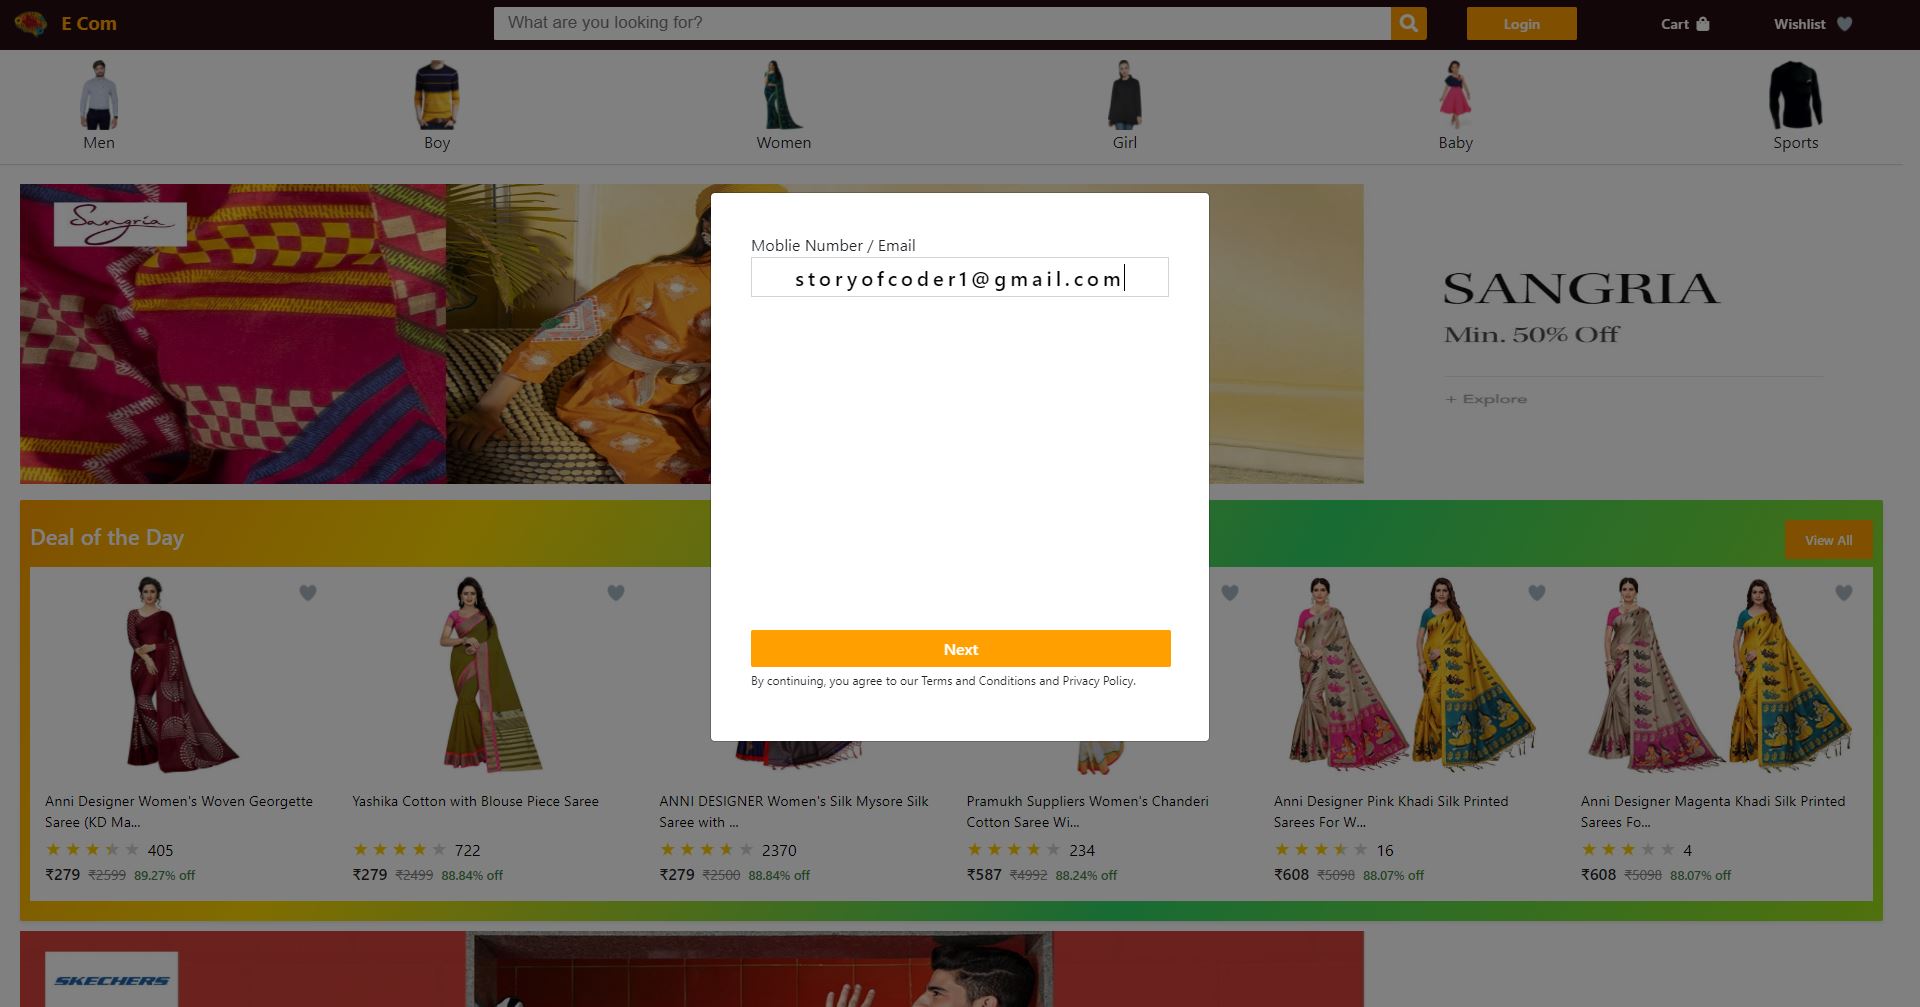 E Com
What are you looking for?
Login
Cart
Wishlist
Men
Boy
Women
Girl
Baby
Sports
Sangria
SANGRIA
Min. 50% Off
+ Explore
Moblie Number / Email
storyofcoder1@gmail.com
Next
By continuing, you agree to our Terms and Conditions and Privacy Policy.
Deal of the Day
View All
Anni Designer Women's Woven Georgette
Saree (KD Ma...
405
₹279 ₹2599 89.27% off
Yashika Cotton with Blouse Piece Saree
722
₹279 ₹2499 88.84% off
ANNI DESIGNER Women's Silk Mysore Silk
Saree with ...
2370
₹279 ₹2500 88.84% off
Pramukh Suppliers Women's Chanderi
Cotton Saree Wi...
234
₹587 ₹4992 88.24% off
Anni Designer Pink Khadi Silk Printed
Sarees For W...
16
₹608 ₹5098 88.07% off
Anni Designer Magenta Khadi Silk Printed
Sarees Fo...
4
₹608 ₹5098 88.07% off
SKECHERS